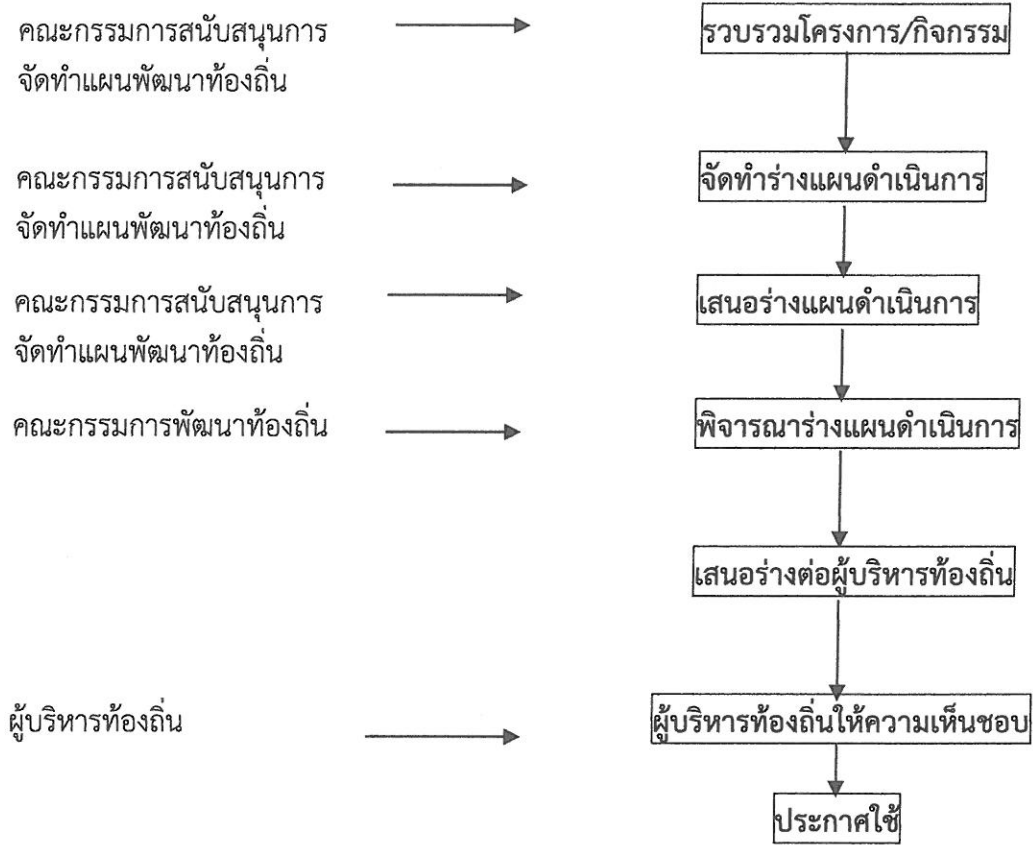 คณะกรรมการสนับสนุนการ
จัดทำแผนพัฒนาท้องถิ่น
รวบรวมโครงการ/กิจกรรม
คณะกรรมการสนับสนุนการ
จัดทำแผนพัฒนาท้องถิ่น
จัดทำร่างแผนดำเนินการ
คณะกรรมการสนับสนุนการ
จัดทำแผนพัฒนาท้องถิ่น
เสนอร่างแผนดำเนินการ
คณะกรรมการพัฒนาท้องถิ่น
พิจารณาร่างแผนดำเนินการ
เสนอร่างต่อผู้บริหารท้องถิ่น
ผู้บริหารท้องถิ่น
ผู้บริหารท้องถิ่นให้ความเห็นชอบ
ประกาศใช้